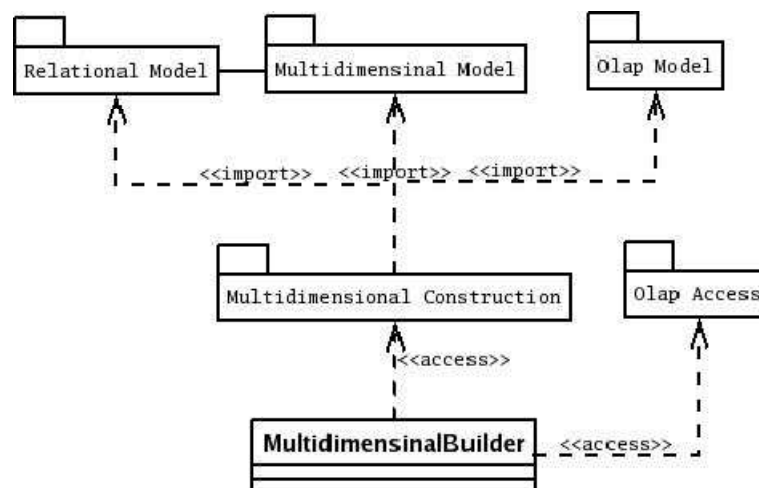 Relational Model
Multidimensinal Model
Olap Model
<<import>>
<<import>>
<<import>>
Multidimensional Construction
Olap Access
<<access>>
MultidimensinalBuilder
<<access>>